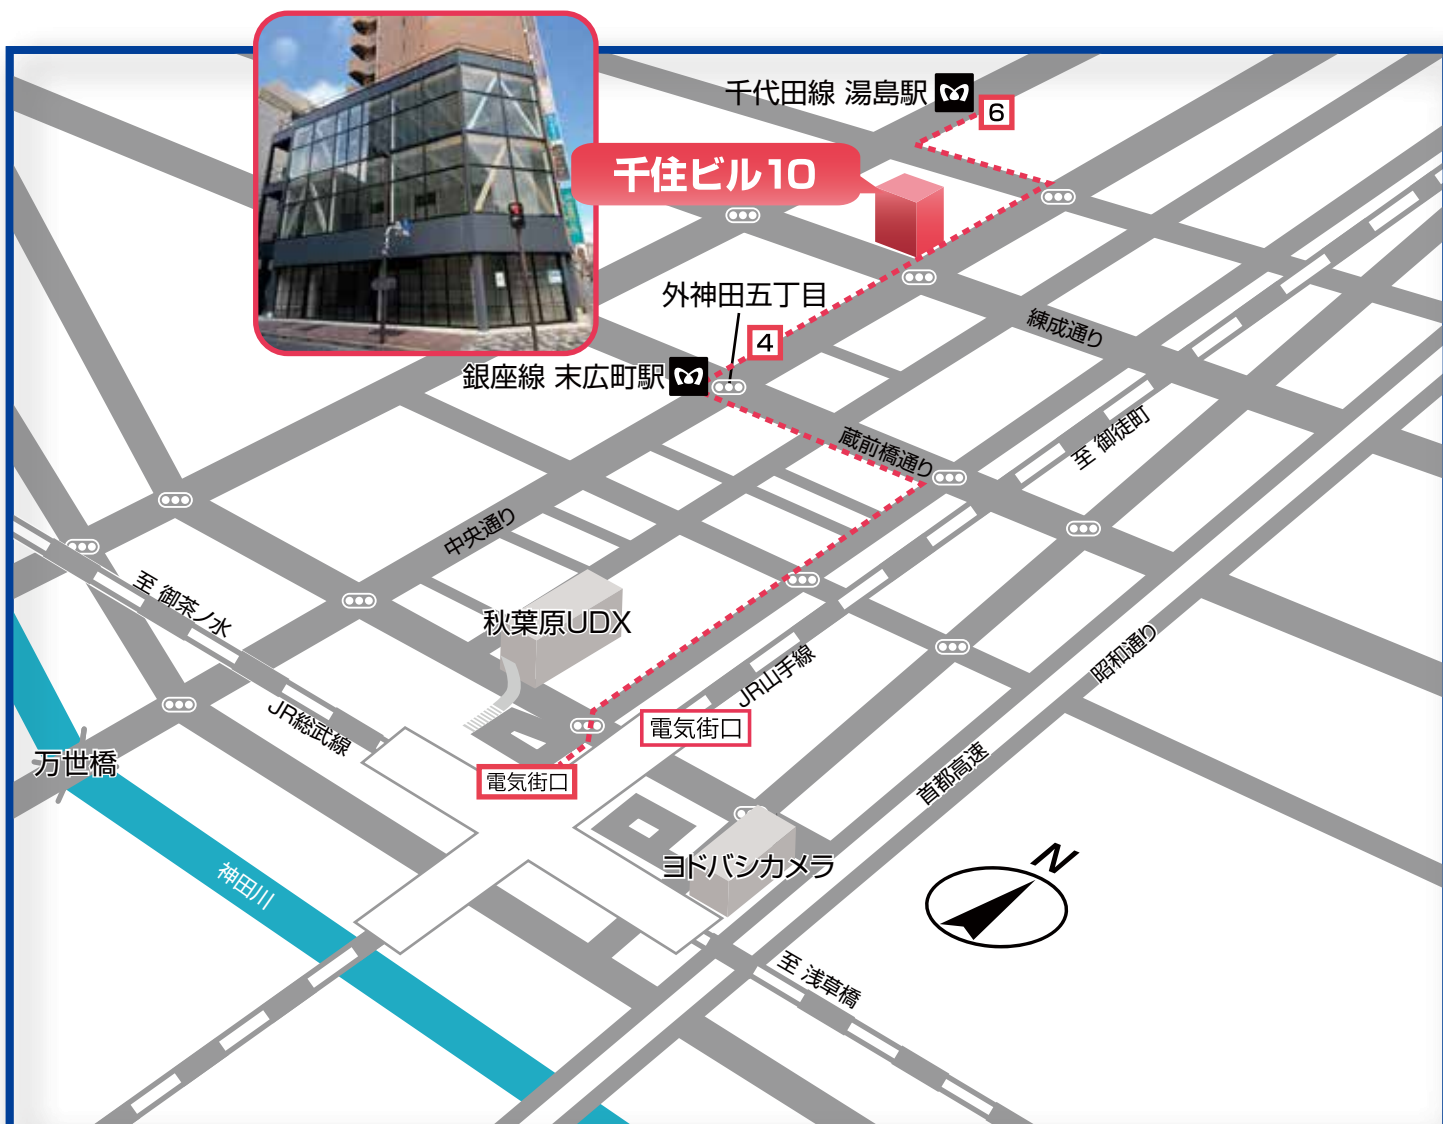 千代田線 湯島駅
6
千住ビル10
外神田五丁目
4
銀座線 末広町駅
練成通り
蔵前橋通り
至 御徒町
中央通り
至 御茶ノ水
秋葉原UDX
JR山手線
昭和通り
JR総武線
電気街口
首都高速
万世橋
電気街口
ヨドバシカメラ
神田川
N
至 浅草橋